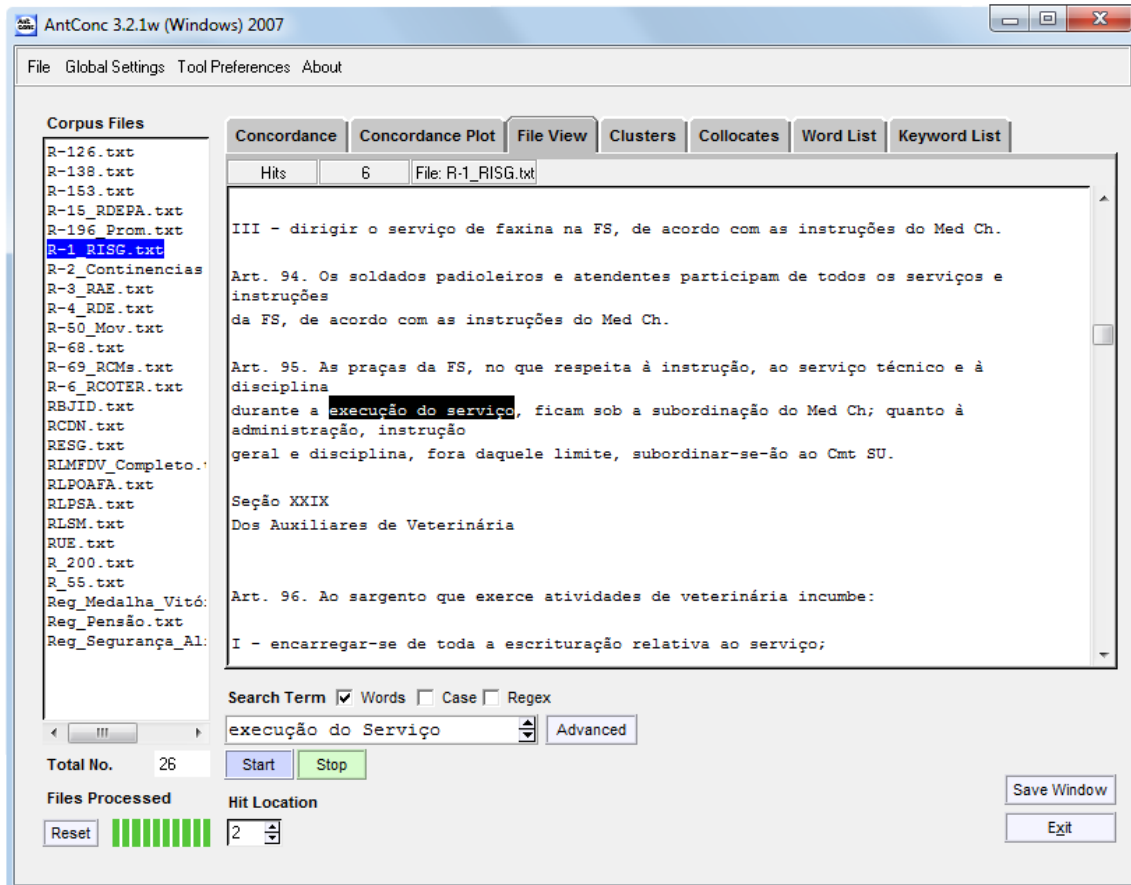 AntConc 3.2.1w (Windows) 2007
File Global Settings Tool Preferences About
Corpus Files
R-126.txt
R-138.txt
R-153.txt
R-15_RDEPA.txt
R-196_Prom.txt
R-1_RISG.txt
R-2_Continencias
R-3_RAE.txt
R-4_RDE.txt
R-50_Mov.txt
R-68.txt
R-69_RCMs.txt
R-6_RCOTER.txt
RBJID.txt
RCDN.txt
RESG.txt
RLMFDV_Completo.
RLPOAFA.txt
RLPSA.txt
RLSM.txt
RUE.txt
R_200.txt
R_55.txt
Reg_Medalha_Vitó
Reg_Pensão.txt
Reg_Segurança_Al
Total No. 26
Files Processed
Reset
Concordance Concordance Plot File View Clusters Collocates Word List Keyword List
Hits 6 File: R-1_RISG.txt
III - dirigir o serviço de faxina na FS, de acordo com as instruções do Med Ch.
Art. 94. Os soldados padioleiros e atendentes participam de todos os serviços e
instruções
da FS, de acordo com as instruções do Med Ch.
Art. 95. As praças da FS, no que respeita à instrução, ao serviço técnico e à
disciplina
durante a execução do serviço, ficam sob a subordinação do Med Ch; quanto à
administração, instrução
geral e disciplina, fora daquele limite, subordinar-se-ão ao Cmt SU.
Seção XXIX
Dos Auxiliares de Veterinária
Art. 96. Ao sargento que exerce atividades de veterinária incumbe:
I - encarregar-se de toda a escrituração relativa ao serviço;
Search Term Words Case Regex
execução do Serviço Advanced
Start Stop
Hit Location
2
Save Window
Exit